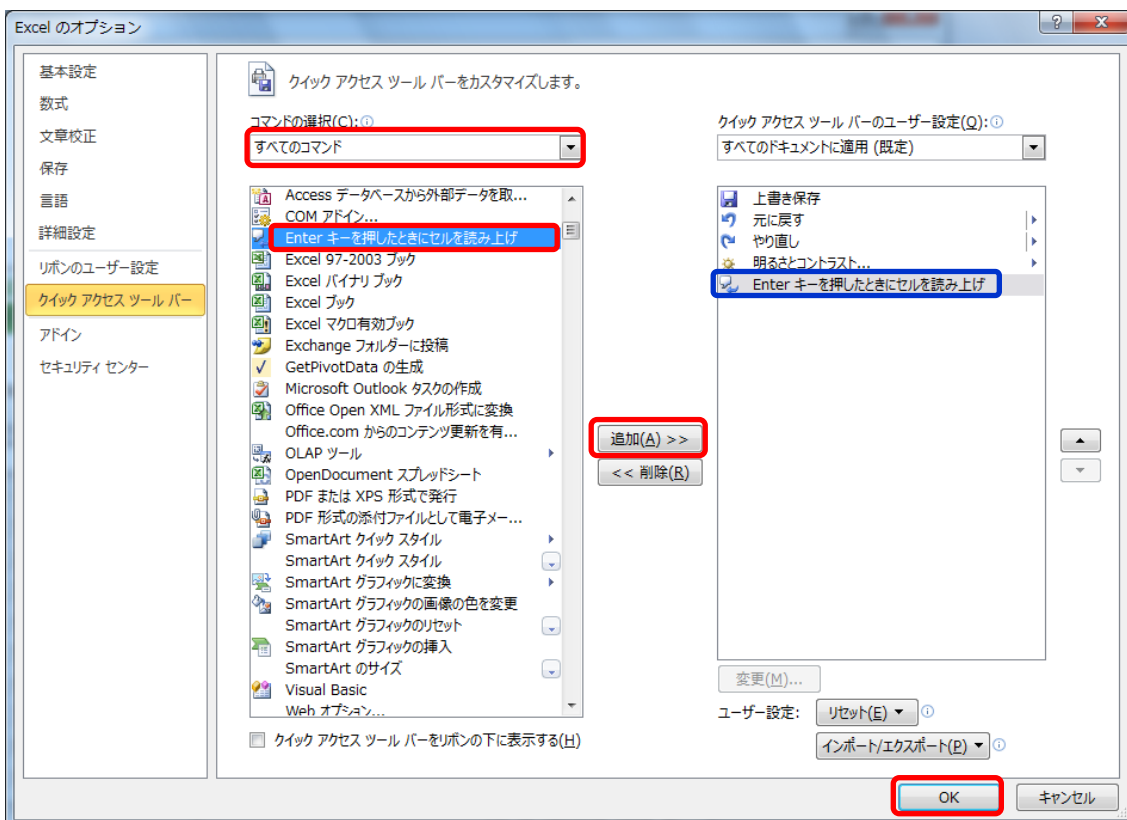 Excel のオプション
基本設定
数式
文章校正
保存
言語
詳細設定
リボンのユーザー設定
クイック アクセス ツール バー
アドイン
セキュリティ センター
クイック アクセス ツール バーをカスタマイズします。
コマンドの選択(C):
すべてのコマンド
Access データベースから外部データを取...
COM アドイン...
Enter キーを押したときにセルを読み上げ
Excel 97-2003 ブック
Excel バイナリ ブック
Excel ブック
Excel マクロ有効ブック
Exchange フォルダーに投稿
GetPivotData の生成
Microsoft Outlook タスクの作成
Office Open XML ファイル形式に変換
Office.com からのコンテンツ更新を有...
OLAP ツール
OpenDocument スプレッドシート
PDF または XPS 形式で発行
PDF 形式の添付ファイルとして電子メー...
SmartArt クイック スタイル
SmartArt クイック スタイル
SmartArt グラフィックに変換
SmartArt グラフィックの画像の色を変更
SmartArt グラフィックのリセット
SmartArt グラフィックの挿入
SmartArt のサイズ
Visual Basic
Web オプション...
クイック アクセス ツール バーをリボンの下に表示する(H)
追加(A) >>
<< 削除(R)
クイック アクセス ツール バーのユーザー設定(Q):
すべてのドキュメントに適用 (既定)
上書き保存
元に戻す
やり直し
明るさとコントラスト...
Enter キーを押したときにセルを読み上げ
変更(M)...
ユーザー設定:
リセット(E)
インポート/エクスポート(P)
OK
キャンセル